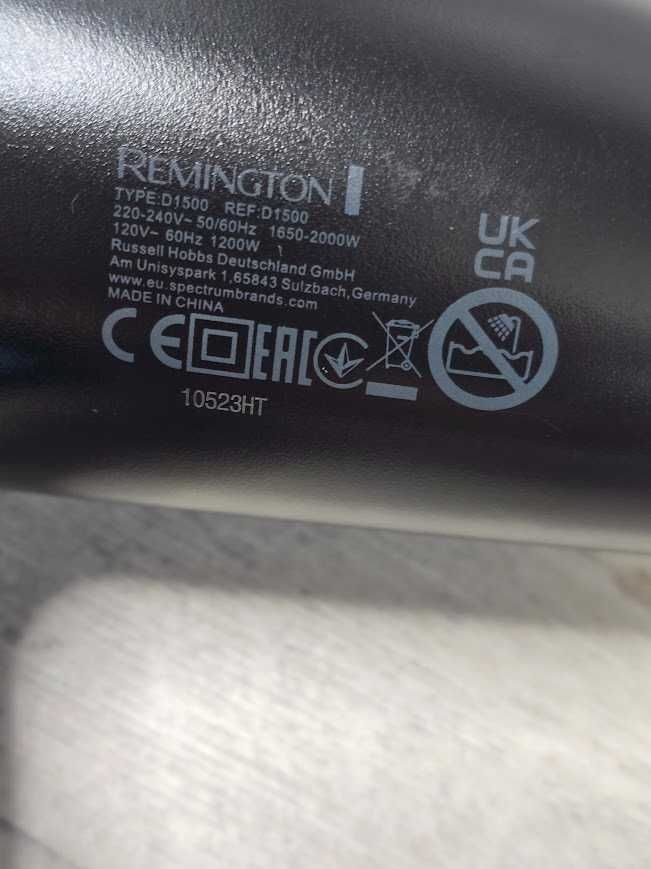 REMINGTON
TYPE:D1500 REF:D1500
220-240V~ 50/60Hz 1650-2000W
120V~ 60Hz 1200W
Russell Hobbs Deutschland GmbH
Am Unisyspark 1,65843 Sulzbach,Germany
www.eu.spectrumbrands.com
MADE IN CHINA
UK
CA
CE EAC
10523HT